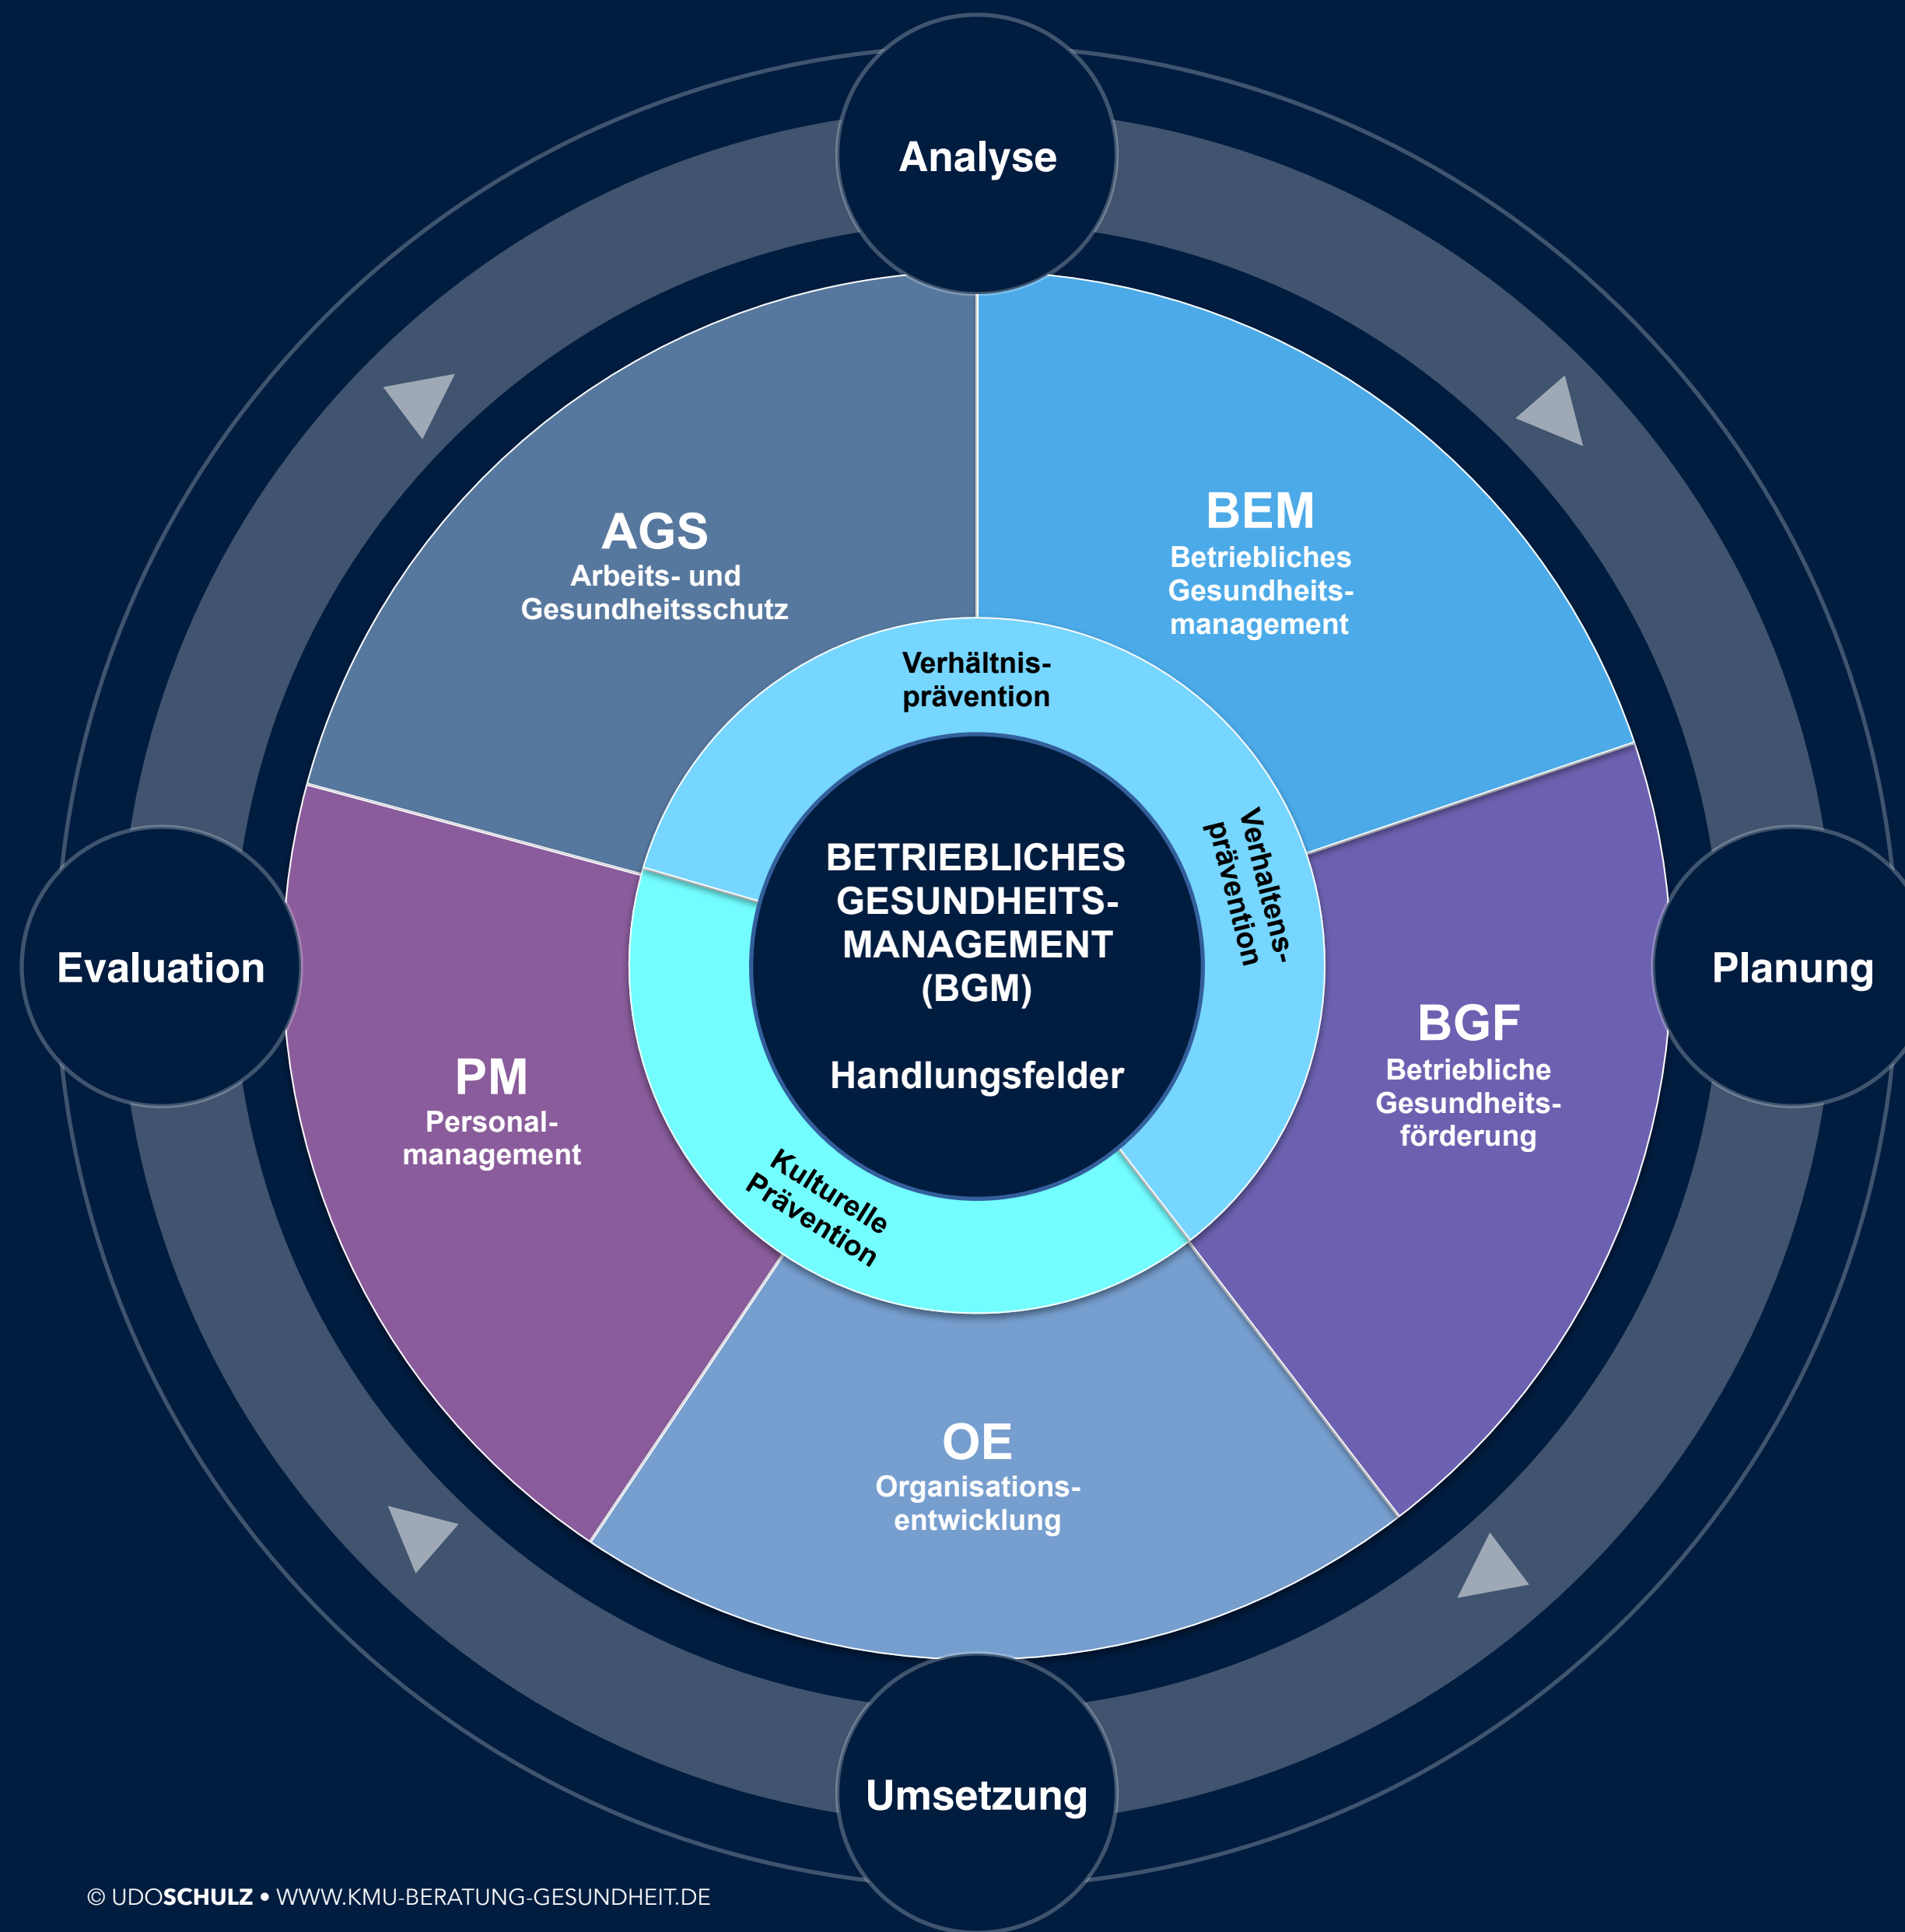 Analyse
AGS
Arbeits- und
Gesundheitsschutz
BEM
Betriebliches
Gesundheits-
management
Verhältnis-
prävention
Verhaltens-
prävention
BETRIEBLICHES
GESUNDHEITS-
MANAGEMENT
(BGM)
Handlungsfelder
Evaluation
Planung
PM
Personal-
management
BGF
Betriebliche
Gesundheits-
förderung
Kulturelle
Prävention
OE
Organisations-
entwicklung
Umsetzung
© UDOSCHULZ • WWW.KMU-BERATUNG-GESUNDHEIT.DE